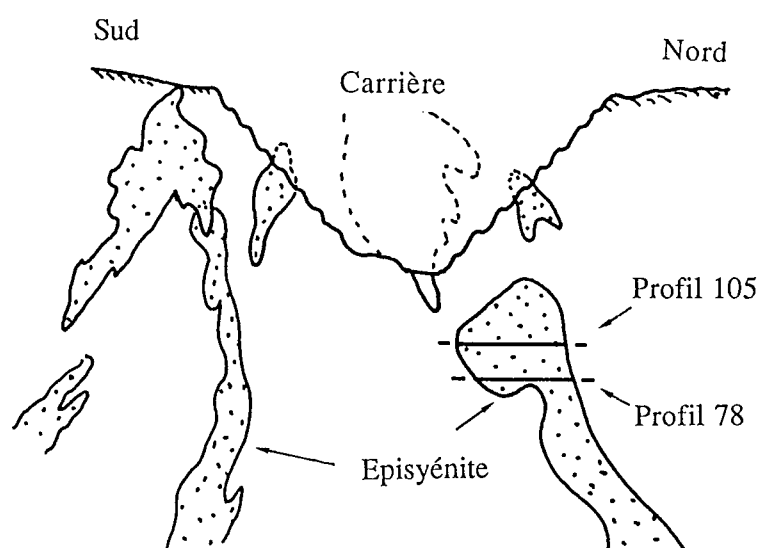 Sud
Nord
Carrière
Profil 105
Profil 78
Episyénite